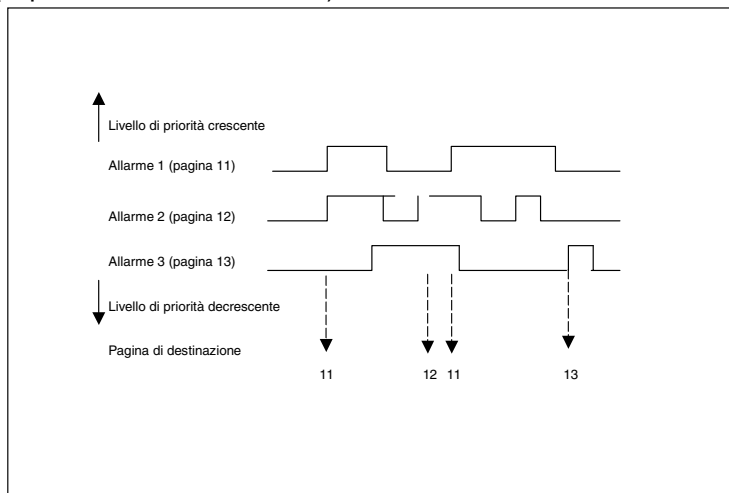 Livello di priorità crescente
Allarme 1 (pagina 11)
Allarme 2 (pagina 12)
Allarme 3 (pagina 13)
Livello di priorità decrescente
Pagina di destinazione
11 12 11 13